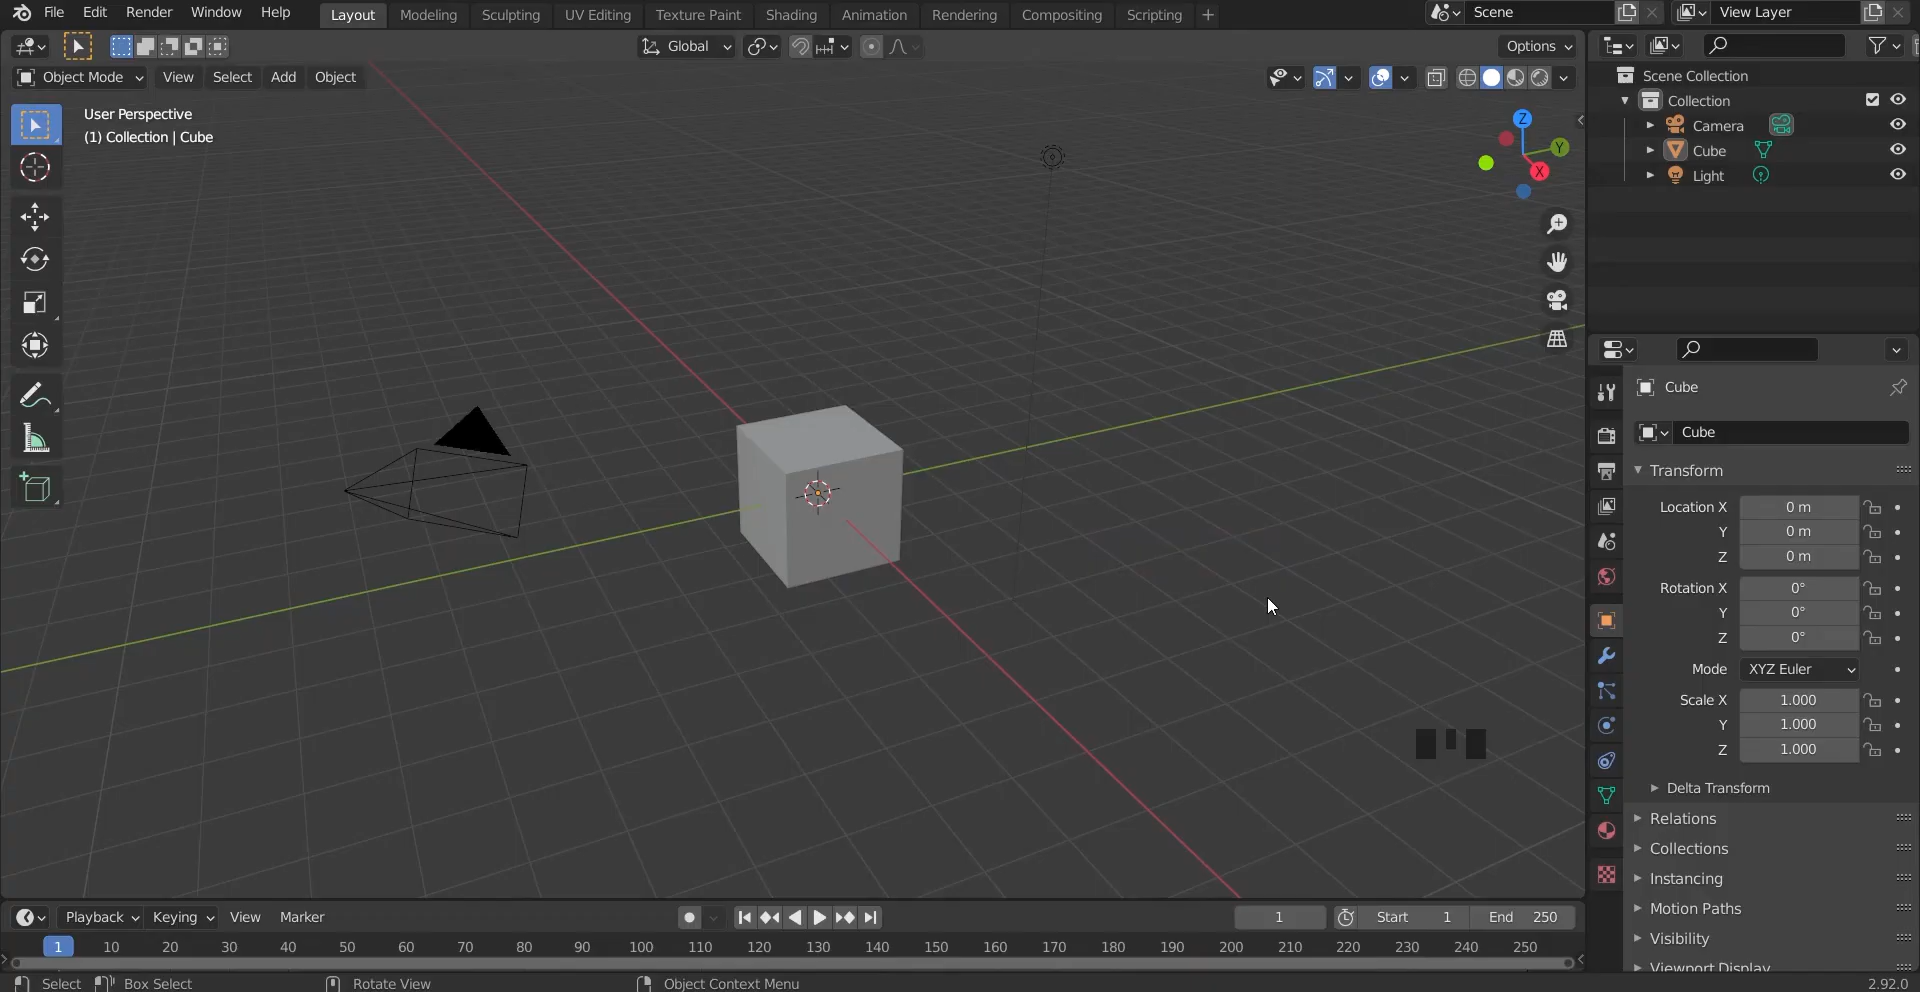 File Edit Render Window Help Layout Modeling Sculpting UV Editing Texture Paint Shading Animation Rendering Compositing Scripting + Scene View Layer
Global Options
Object Mode View Select Add Object
User Perspective
(1) Collection | Cube
Z
Y
X
Scene Collection
Collection
Camera
Cube
Light
Cube
Cube
Transform
Location X 0 m
Y 0 m
Z 0 m
Rotation X 0°
Y 0°
Z 0°
Mode XYZ Euler
Scale X 1.000
Y 1.000
Z 1.000
Delta Transform
Relations
Collections
Instancing
Motion Paths
Visibility
Viewport Display
Playback Keying View Marker 1 Start 1 End 250
1 10 20 30 40 50 60 70 80 90 100 110 120 130 140 150 160 170 180 190 200 210 220 230 240 250
Select Box Select Rotate View Object Context Menu 2.92.0